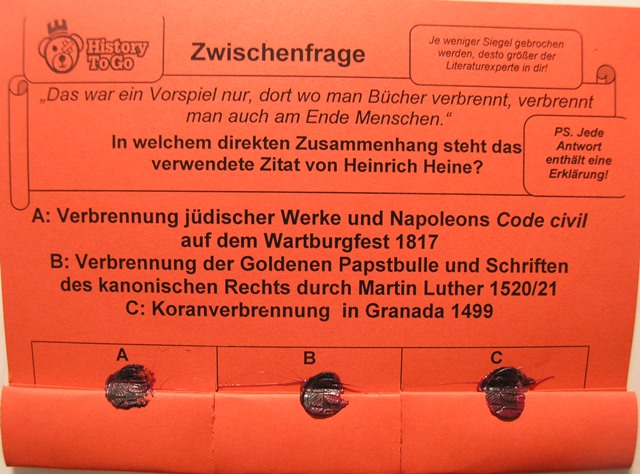 History
ToGo
Zwischenfrage
Je weniger Siegel gebrochen
werden, desto größer der
Literaturexperte in dir!
„Das war ein Vorspiel nur, dort wo man Bücher verbrennt, verbrennt
man auch am Ende Menschen.“
In welchem direkten Zusammenhang steht das
verwendete Zitat von Heinrich Heine?
PS. Jede
Antwort
enthält eine
Erklärung!
A: Verbrennung jüdischer Werke und Napoleons Code civil
auf dem Wartburgfest 1817
B: Verbrennung der Goldenen Papstbulle und Schriften
des kanonischen Rechts durch Martin Luther 1520/21
C: Koranverbrennung in Granada 1499
A
B
C